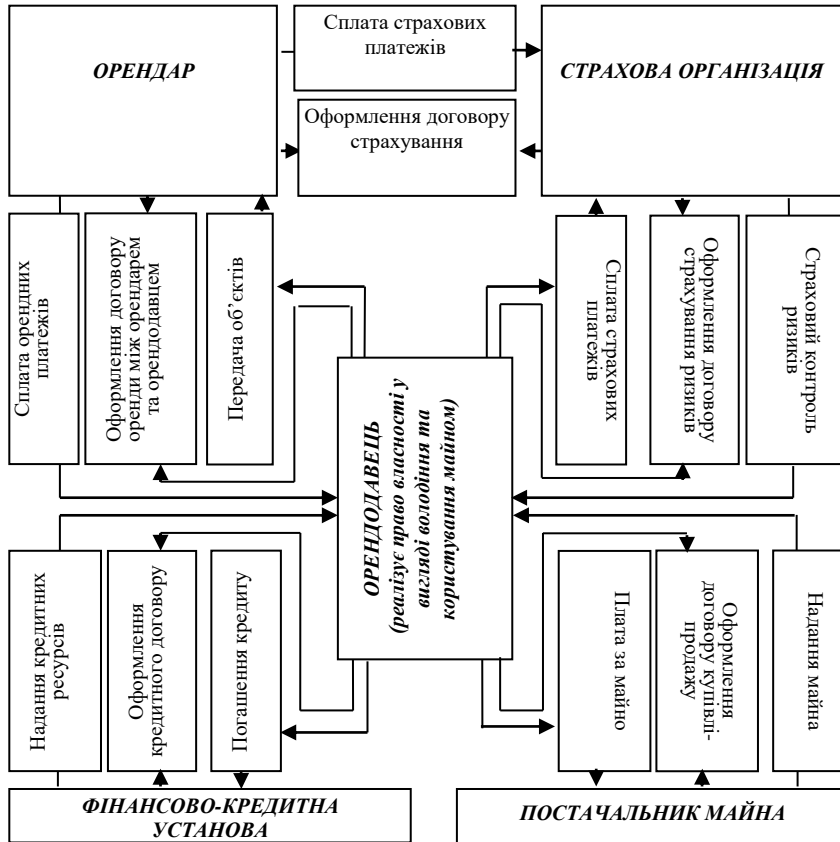 Сплата страхових
платежів
ОРЕНДАР
СТРАХОВА ОРГАНІЗАЦІЯ
Оформлення договору
страхування
Сплата орендних
платежів
Оформлення договору
оренди між орендарем
та орендодавцем
Передача об’єктів
Сплата страхових
платежів
Оформлення договору
страхування ризиків
Страховий контроль
ризиків
ОРЕНДОДАВЕЦЬ
(реалізує право власності у
вигляді володіння та
користування майном)
Надання кредитних
ресурсів
Оформлення
кредитного договору
Погашення кредиту
Плата за майно
Оформлення
договору купівлі-
продажу
Надання майна
ФІНАНСОВО-КРЕДИТНА
УСТАНОВА
ПОСТАЧАЛЬНИК МАЙНА